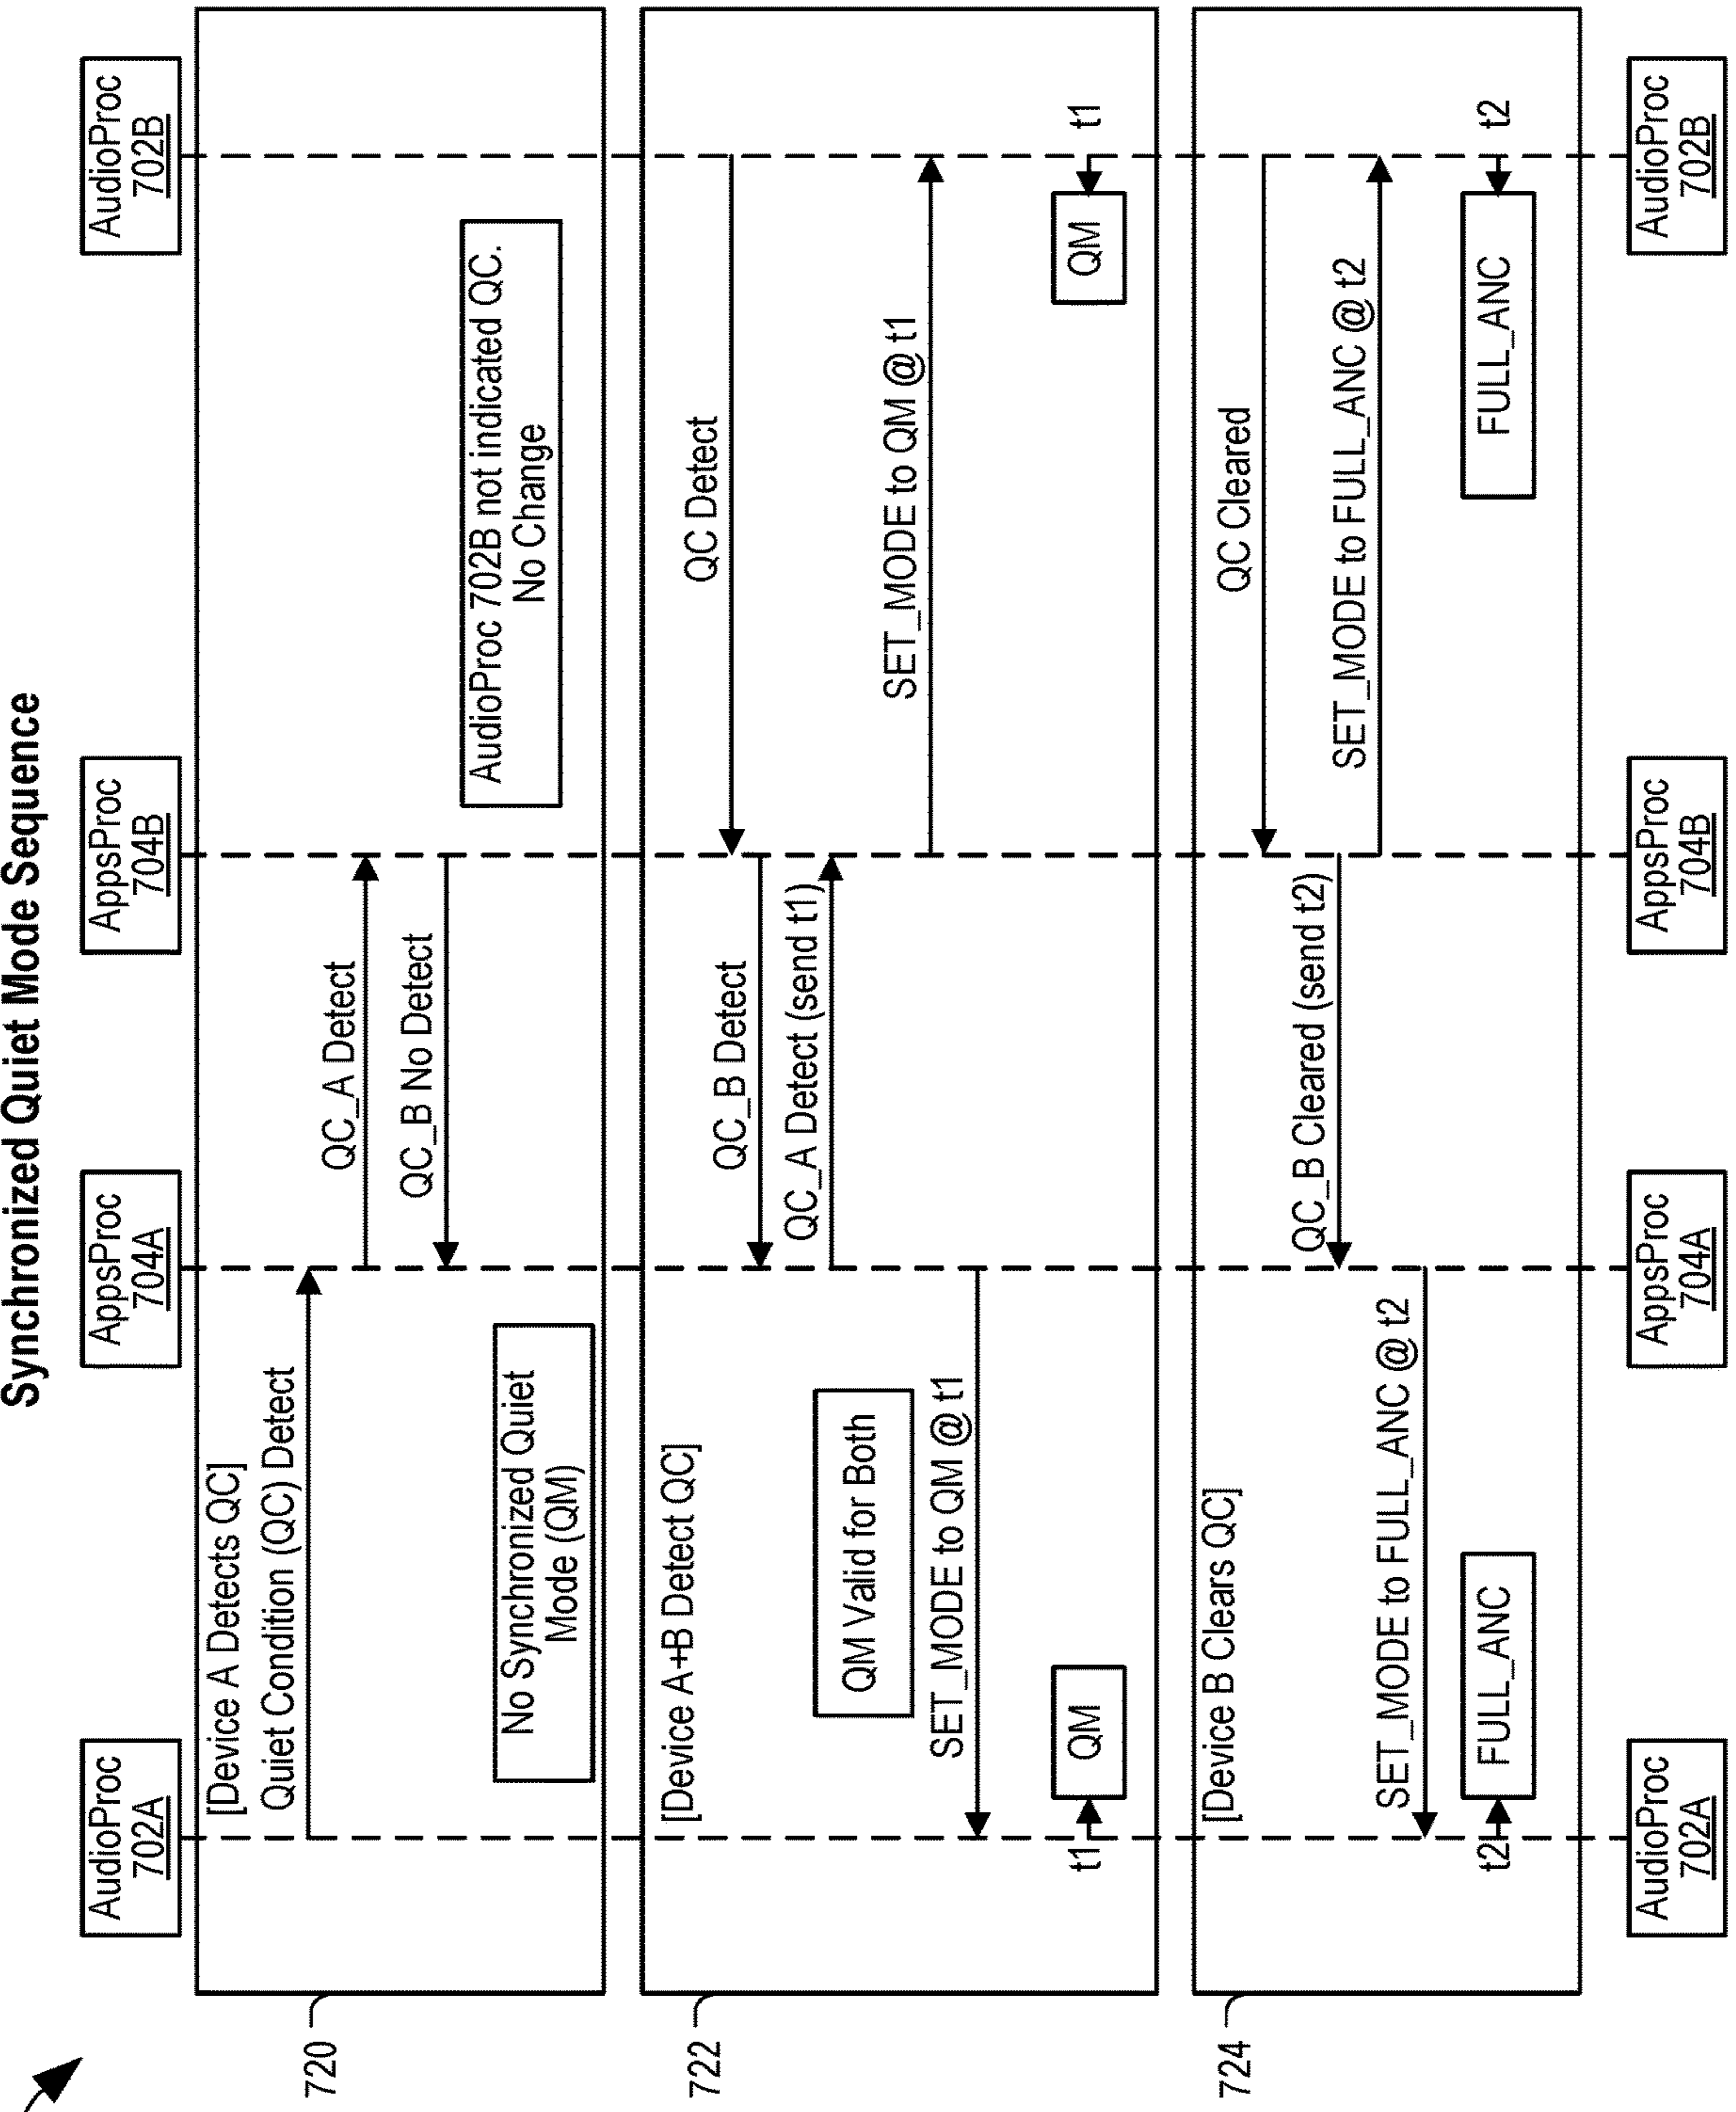 Synchronized Quiet Mode Sequence
AudioProc
702A
AppsProc
704A
AppsProc
704B
AudioProc
702B
720
[Device A Detects QC]
Quiet Condition (QC) Detect
QC_A Detect
QC_B No Detect
No Synchronized Quiet
Mode (QM)
AudioProc 702B not indicated QC.
No Change
722
[Device A+B Detect QC]
QC Detect
QC_B Detect
QC_A Detect (send t1)
QM Valid for Both
SET_MODE to QM @ t1
SET_MODE to QM @ t1
t1
QM
QM
t1
724
[Device B Clears QC]
QC Cleared
QC_B Cleared (send t2)
SET_MODE to FULL_ANC @ t2
SET_MODE to FULL_ANC @ t2
t2
FULL_ANC
FULL_ANC
t2
AudioProc
702A
AppsProc
704A
AppsProc
704B
AudioProc
702B